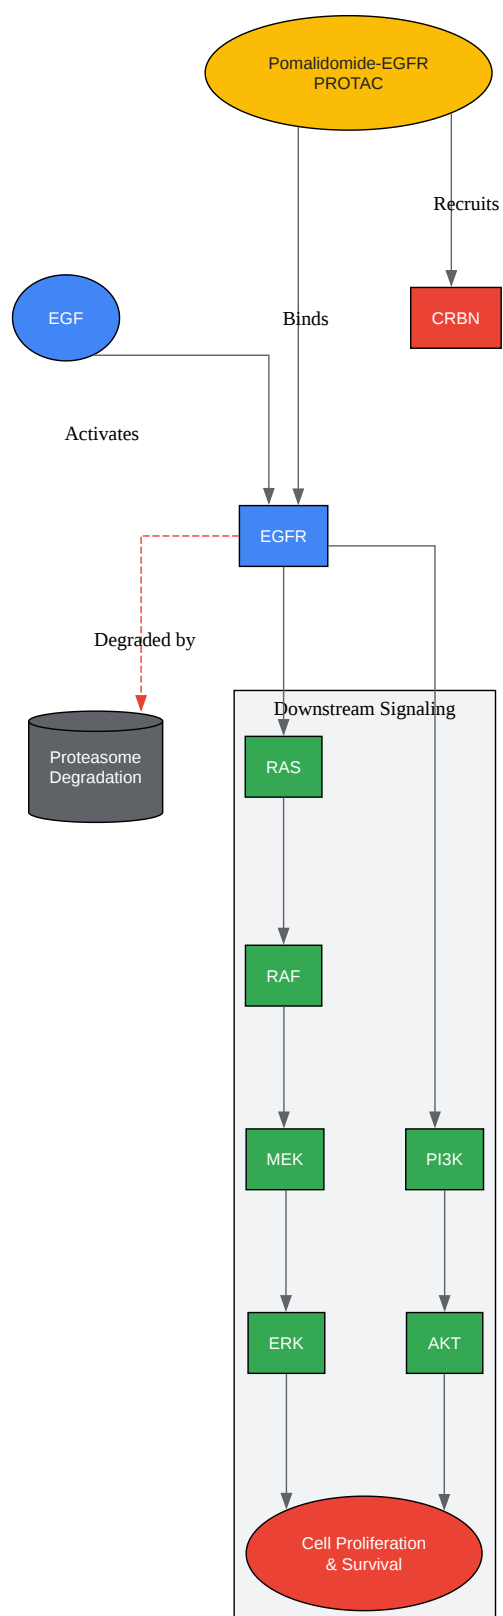 Pomalidomide-EGFR
PROTAC
Recruits
EGF
Binds
CRBN
Activates
EGFR
Degraded by
Downstream Signaling
Proteasome
Degradation
RAS
RAF
MEK
PI3K
ERK
AKT
Cell Proliferation
& Survival